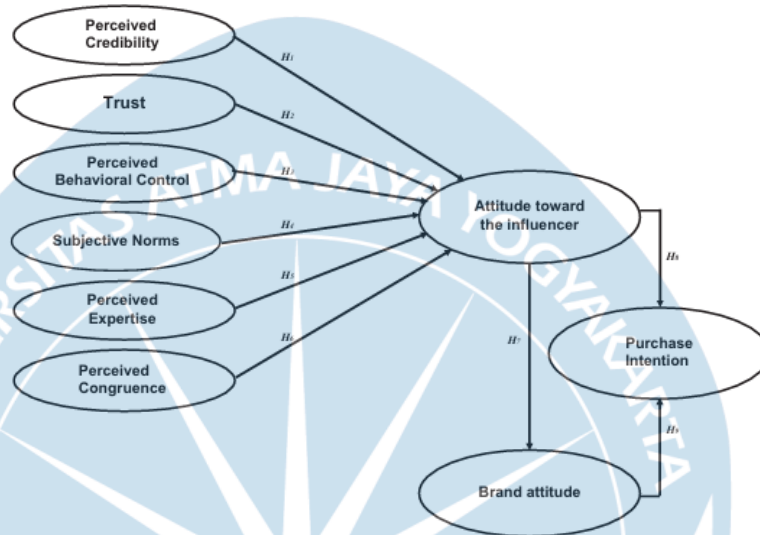 Perceived
Credibility
H1
Trust
H2
Perceived
Behavioral Control
H3
Subjective Norms
H4
Perceived
Expertise
H5
Perceived
Congruence
H6
Attitude toward
the influencer
H8
H7
Purchase
Intention
H9
Brand attitude
RSITAS ATMA JAYA YOGYAKARTA